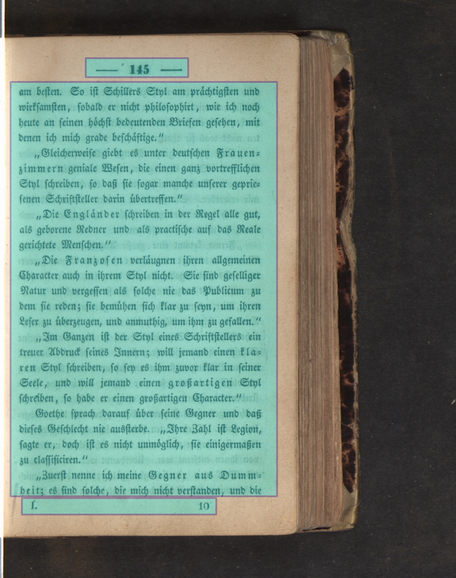 — 145 —
am besten. So ist Schillers Styl am prächtigsten und
wirksamsten, sobald er nicht philosophirt, wie ich noch
heute an seinen höchst bedeutenden Briefen gesehen, mit
denen ich mich grade beschäftige.“
„Gleicherweise giebt es unter deutschen Frauen-
zimmern geniale Wesen, die einen ganz vortrefflichen
Styl schreiben, so daß sie sogar manche unserer geprie-
senen Schriftsteller darin übertreffen.“
„Die Engländer schreiben in der Regel alle gut,
als geborene Redner und als practische auf das Reale
gerichtete Menschen.“
„Die Franzosen verläugnen ihren allgemeinen
Character auch in ihrem Styl nicht. Sie sind geselliger
Natur und vergessen als solche nie das Publicum zu
dem sie reden; sie bemühen sich klar zu seyn, um ihren
Leser zu überzeugen, und anmuthig, um ihm zu gefallen.“
„Im Ganzen ist der Styl eines Schriftstellers ein
treuer Abdruck seines Innern; will jemand einen kla-
ren Styl schreiben, so sey es ihm zuvor klar in seiner
Seele, und will jemand einen großartigen Styl
schreiben, so habe er einen großartigen Character.“
Goethe sprach darauf über seine Gegner und daß
dieses Geschlecht nie aussterbe. „Ihre Zahl ist Legion,
sagte er, doch ist es nicht unmöglich, sie einigermaßen
zu classificiren.“
„Zuerst nenne ich meine Gegner aus Dumm-
heit; es sind solche, die mich nicht verstanden, und die
I. 10